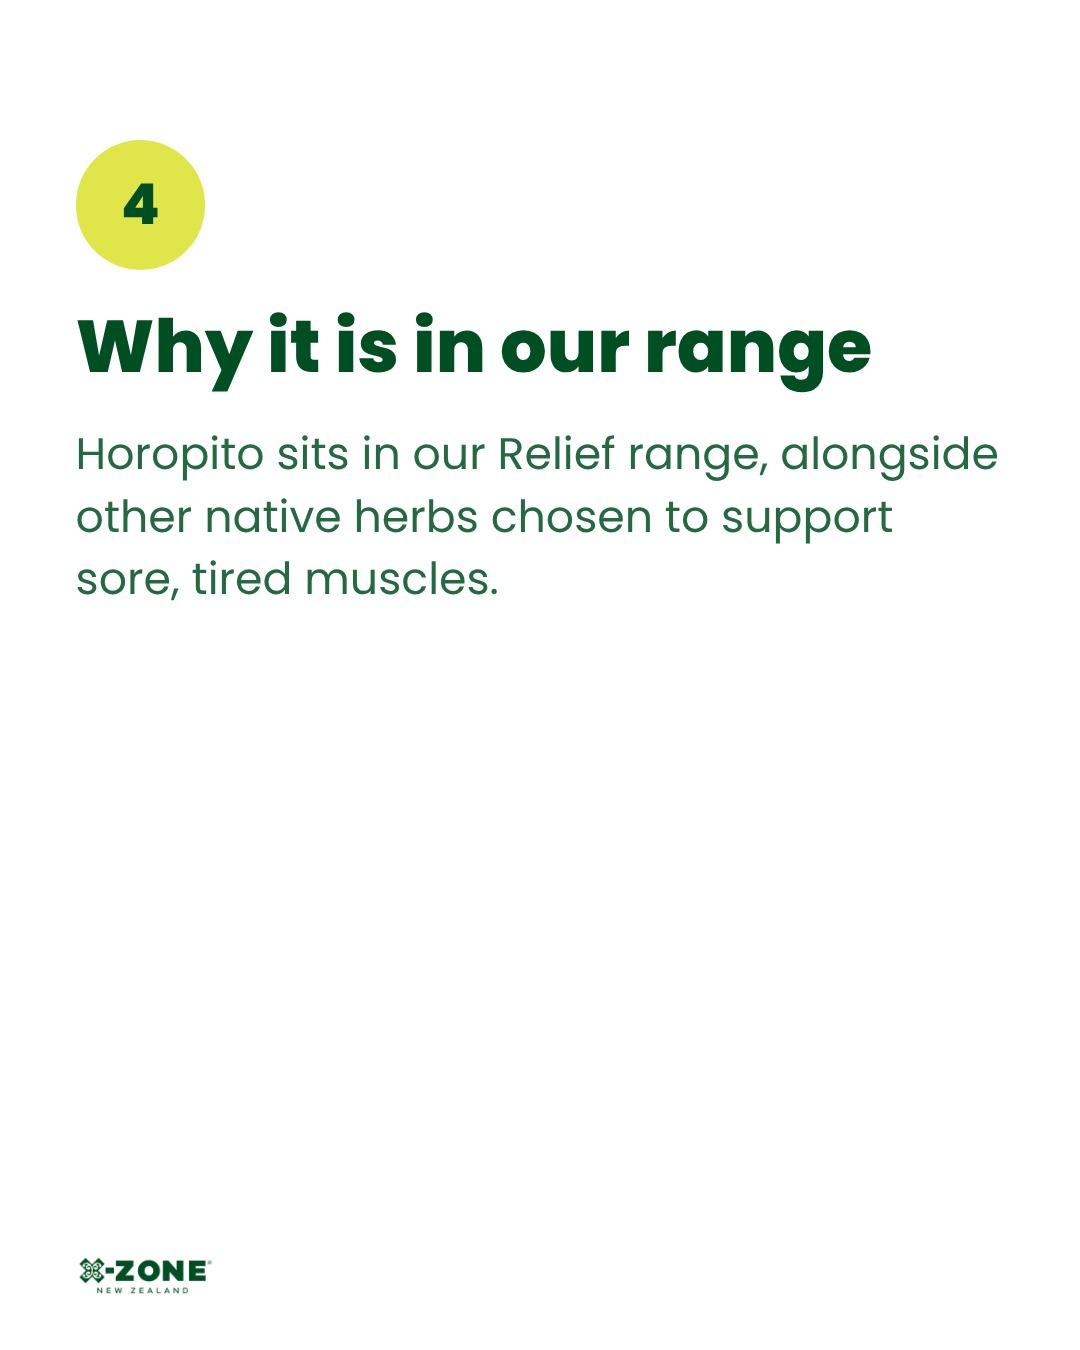 4
Why it is in our range
Horopito sits in our Relief range, alongside
other native herbs chosen to support
sore, tired muscles.
X-ZONE®
NEW ZEALAND